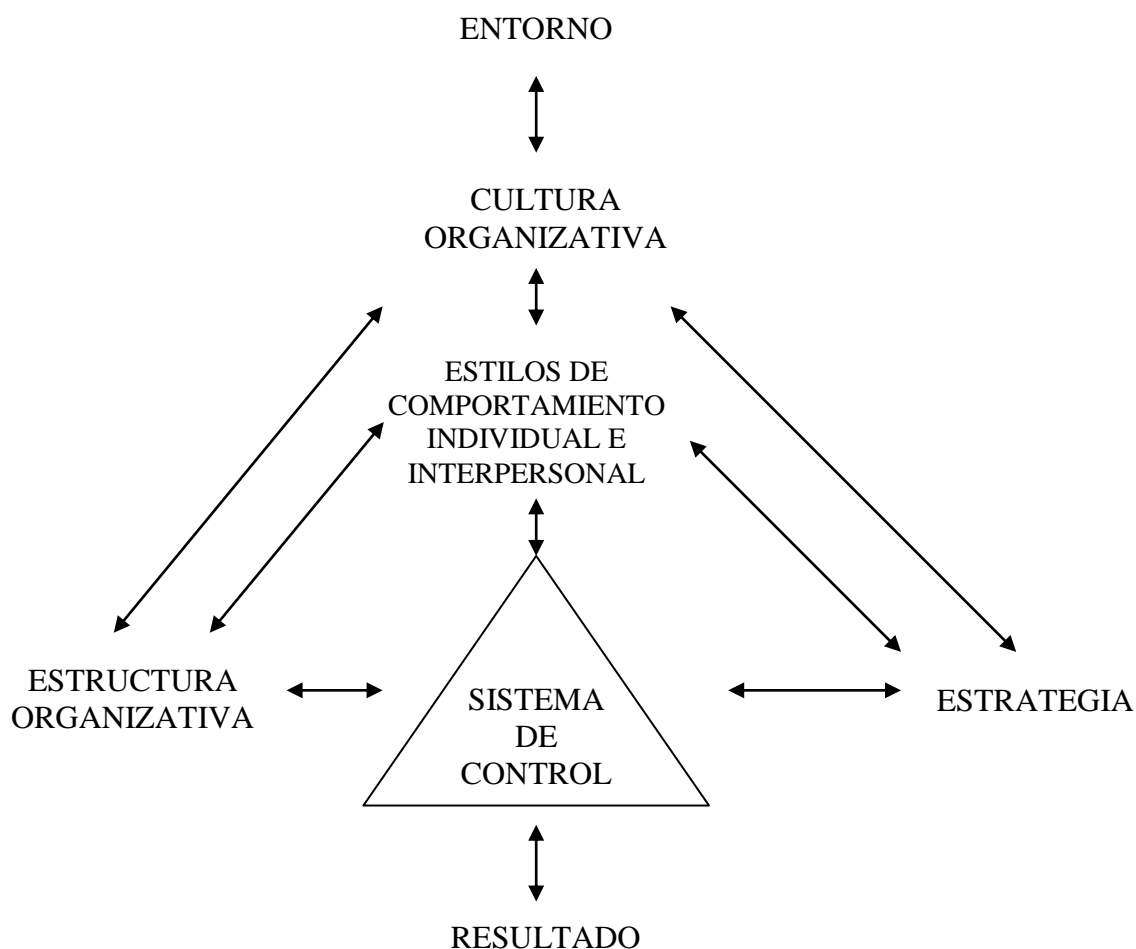 ENTORNO
CULTURA
ORGANIZATIVA
ESTILOS DE
COMPORTAMIENTO
INDIVIDUAL E
INTERPERSONAL
ESTRUCTURA
ORGANIZATIVA
SISTEMA
DE
CONTROL
ESTRATEGIA
RESULTADO